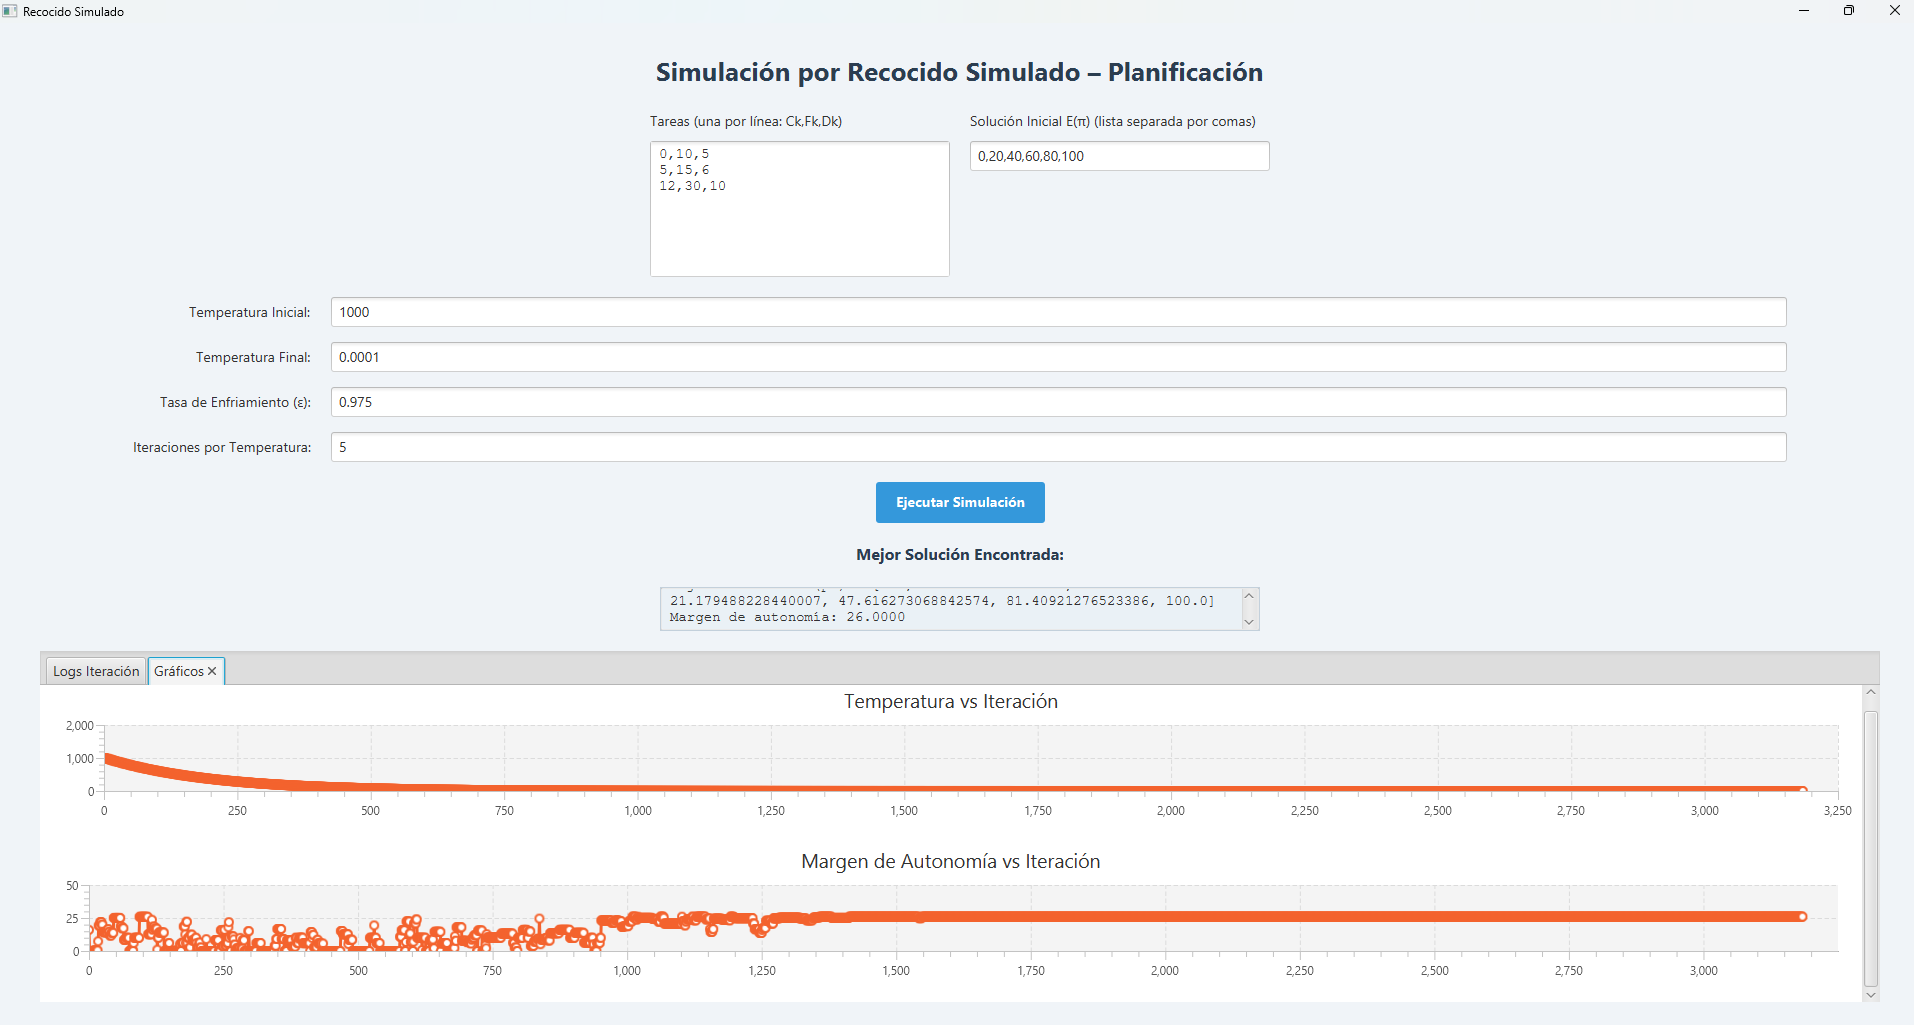 Recocido Simulado
Simulación por Recocido Simulado – Planificación
Tareas (una por línea: Ck,Fk,Dk)
Solución Inicial E(π) (lista separada por comas)
0,10,5
5,15,6
12,30,10
0,20,40,60,80,100
Temperatura Inicial:
1000
Temperatura Final:
0.0001
Tasa de Enfriamiento (ε):
0.975
Iteraciones por Temperatura:
5
Ejecutar Simulación
Mejor Solución Encontrada:
21.179488228440007, 47.616273068842574, 81.40921276523386, 100.0]
Margen de autonomía: 26.0000
Logs Iteración
Gráficos
Temperatura vs Iteración
2,000
1,000
0
0 250 500 750 1,000 1,250 1,500 1,750 2,000 2,250 2,500 2,750 3,000 3,250
Margen de Autonomía vs Iteración
50
25
0
0 250 500 750 1,000 1,250 1,500 1,750 2,000 2,250 2,500 2,750 3,000